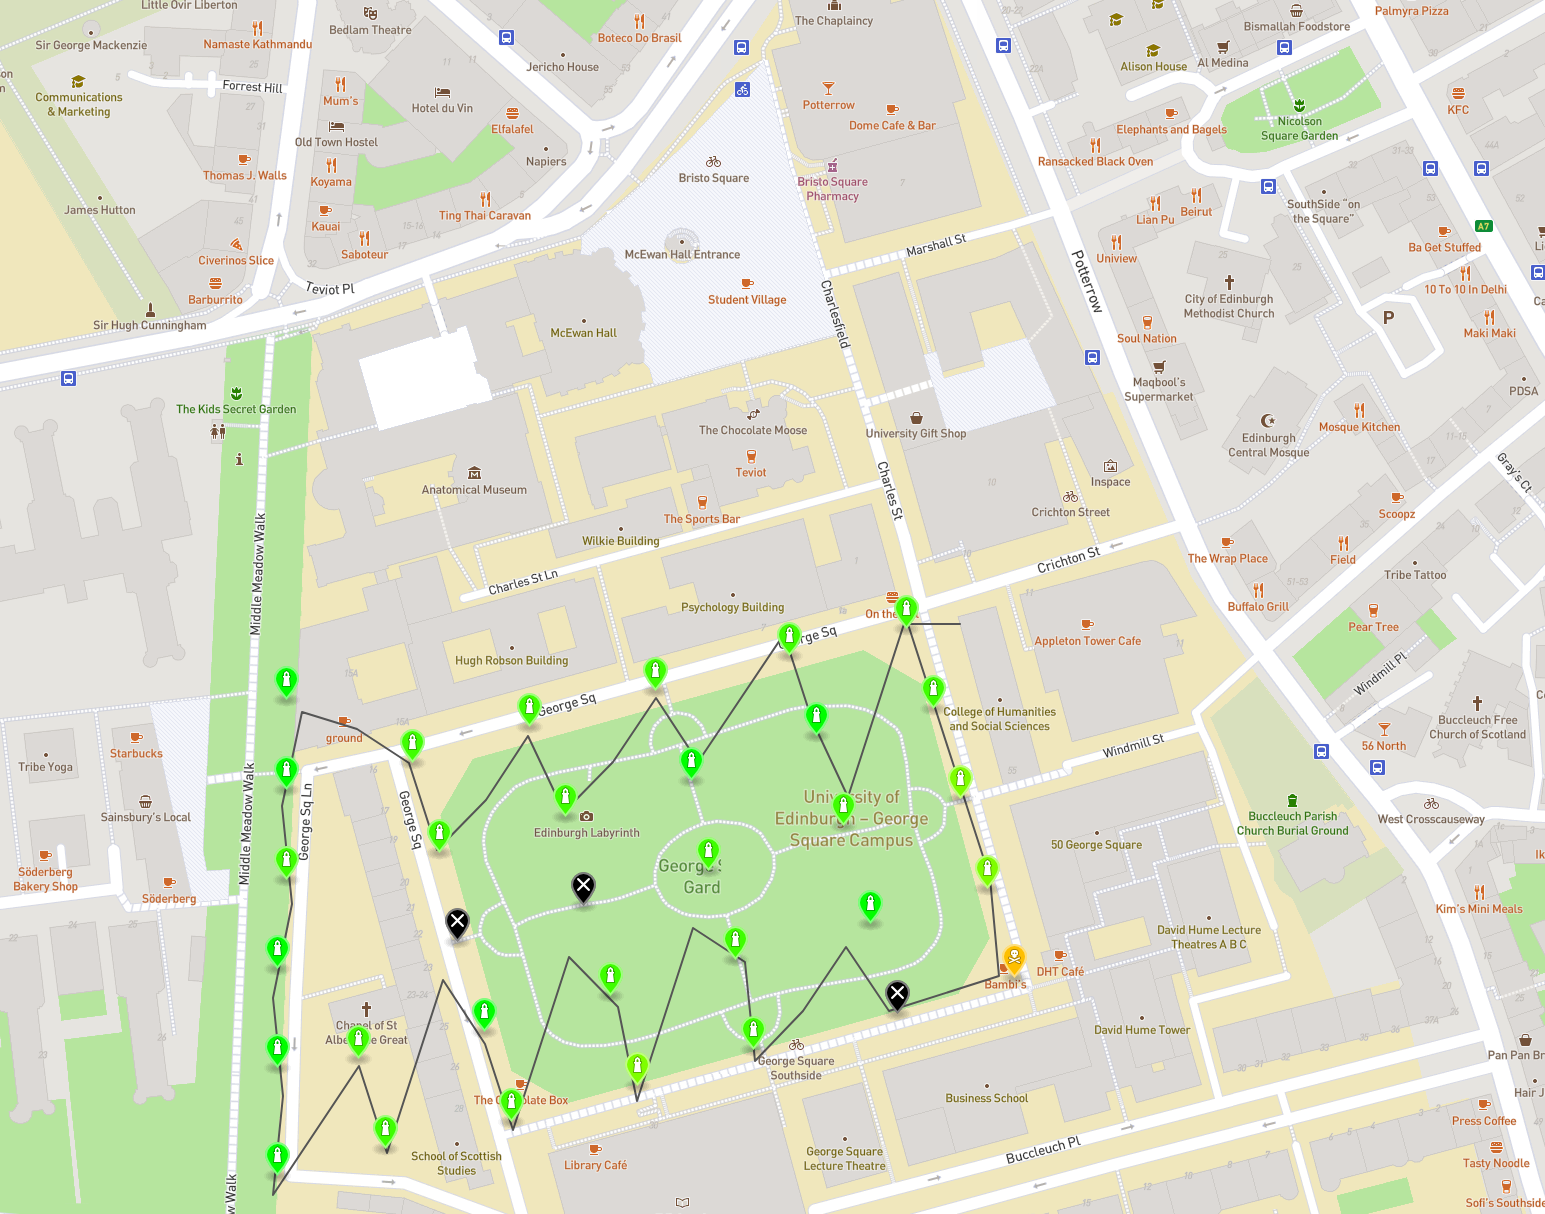 Little Ovir Liberton
The Chaplaincy
Palmyra Pizza
Bismallah Foodstore
Bedlam Theatre
Sir George Mackenzie
Namaste Kathmandu
Boteco Do Brasil
Jericho House
Alison House
Al Medina
Forrest Hill
Communications
& Marketing
Mum's
Hotel du Vin
Potterrow
KFC
Elfalafel
Dome Cafe & Bar
Nicolson
Square Garden
Elephants and Bagels
Old Town Hostel
Napiers
Ransacked Black Oven
Thomas J. Walls
Koyama
Bristo Square
Bristo Square
Pharmacy
James Hutton
Kauai
Ting Thai Caravan
Lian Pu
Beirut
SouthSide "on
the Square"
A7
Saboteur
Civerinos Slice
McEwan Hall Entrance
Marshall St
Uniview
Ba Get Stuffed
Potterrow
Teviot Pl
Barburrito
Student Village
City of Edinburgh
Methodist Church
10 To 10 In Delhi
Sir Hugh Cunningham
McEwan Hall
Charlesfield
P
Soul Nation
Maki Maki
Maqbool's
Supermarket
PDSA
The Kids Secret Garden
The Chocolate Moose
University Gift Shop
Edinburgh
Central Mosque
Mosque Kitchen
Teviot
Anatomical Museum
Inspace
Gray's Ct
Charles St
Crichton Street
Scoopz
The Sports Bar
Wilkie Building
Middle Meadow Walk
Crichton St
The Wrap Place
Field
Charles St Ln
Tribe Tattoo
Psychology Building
Buffalo Grill
On the
Pear Tree
George Sq
Appleton Tower Cafe
Hugh Robson Building
Windmill Pl
George Sq
College of Humanities
and Social Sciences
Buccleuch Free
Church of Scotland
ground
Starbucks
Windmill St
56 North
Tribe Yoga
Middle Meadow Walk
George Sq Ln
George Sq
University of
Edinburgh – George
Square Campus
Sainsbury's Local
Edinburgh Labyrinth
Buccleuch Parish
Church Burial Ground
West Crosscauseway
50 George Square
Söderberg
Bakery Shop
Söderberg
George S
Gard
Kim's Mini Meals
David Hume Lecture
Theatres A B C
DHT Café
Bambi's
Chapel of St
Albert the Great
David Hume Tower
George Square
Southside
Pan Pan Br
The Chocolate Box
Business School
Hair J
Press Coffee
School of Scottish
Studies
Library Café
George Square
Lecture Theatre
Buccleuch Pl
Tasty Noodle
w Walk
Sofi's Southside